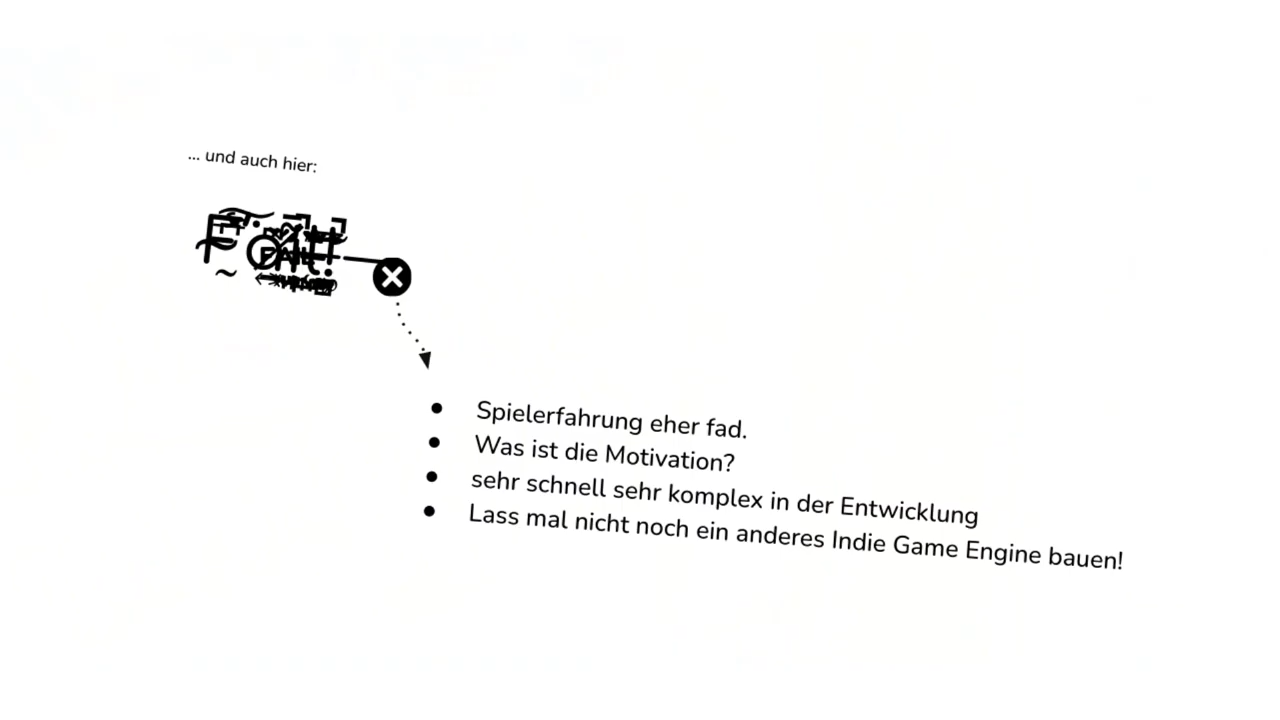 ... und auch hier:
• Spielerfahrung eher fad.
• Was ist die Motivation?
• sehr schnell sehr komplex in der Entwicklung
• Lass mal nicht noch ein anderes Indie Game Engine bauen!